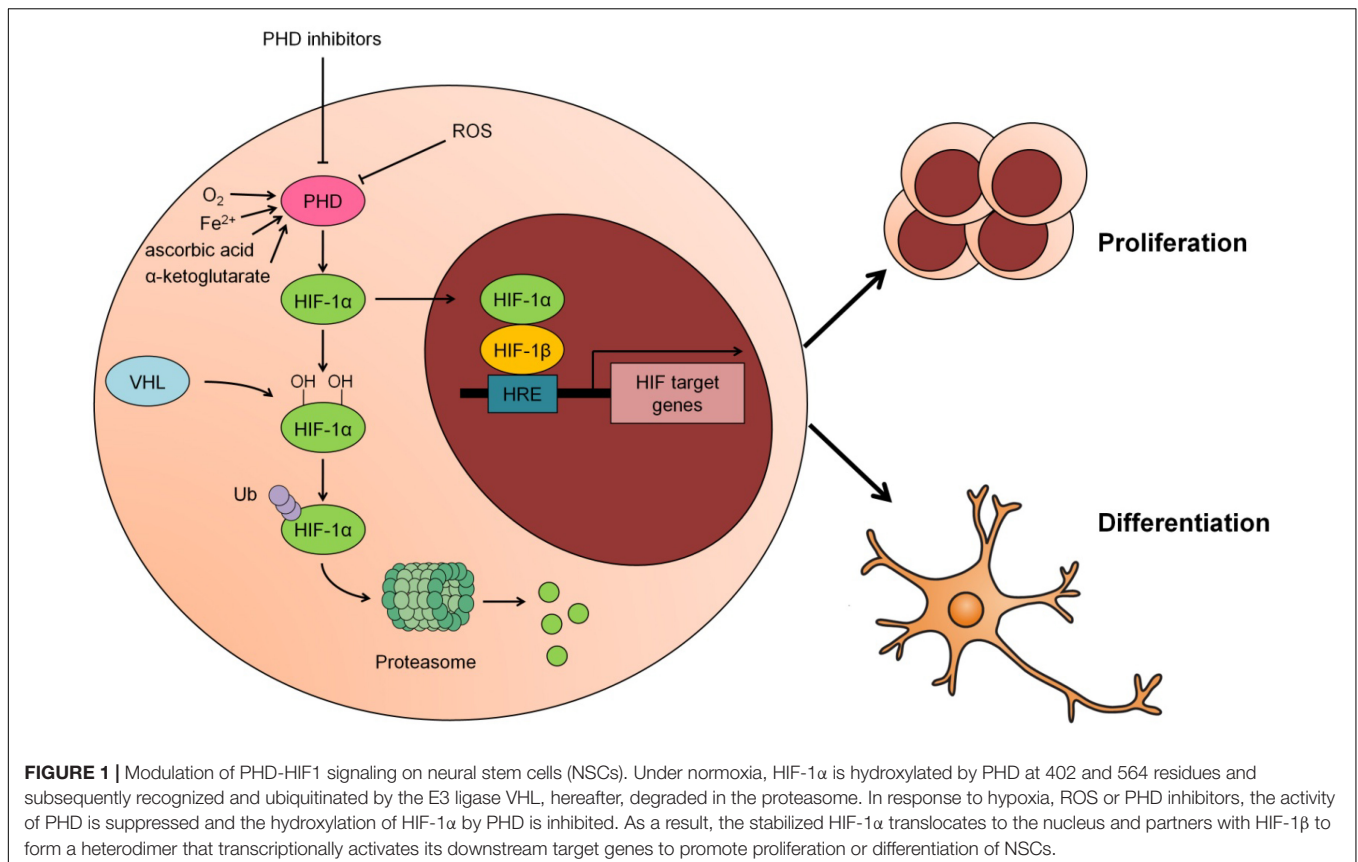 PHD inhibitors
ROS
O₂
Fe²⁺
ascorbic acid
α-ketoglutarate
PHD
HIF-1α
HIF-1α
HIF-1β
HRE
HIF target
genes
VHL
OH OH
HIF-1α
Ub
HIF-1α
Proteasome
Proliferation
Differentiation
FIGURE 1 | Modulation of PHD-HIF1 signaling on neural stem cells (NSCs). Under normoxia, HIF-1α is hydroxylated by PHD at 402 and 564 residues and
subsequently recognized and ubiquitinated by the E3 ligase VHL, hereafter, degraded in the proteasome. In response to hypoxia, ROS or PHD inhibitors, the activity
of PHD is suppressed and the hydroxylation of HIF-1α by PHD is inhibited. As a result, the stabilized HIF-1α translocates to the nucleus and partners with HIF-1β to
form a heterodimer that transcriptionally activates its downstream target genes to promote proliferation or differentiation of NSCs.